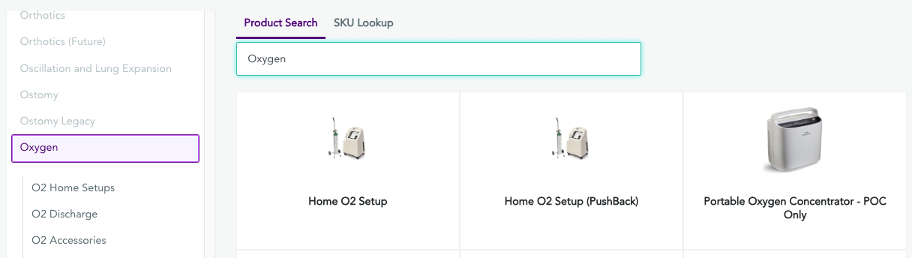 Orthotics
Orthotics (Future)
Oscillation and Lung Expansion
Ostomy
Ostomy Legacy
Oxygen
O2 Home Setups
O2 Discharge
O2 Accessories
Product Search
SKU Lookup
Oxygen
Home O2 Setup
Home O2 Setup (PushBack)
Portable Oxygen Concentrator - POC
Only